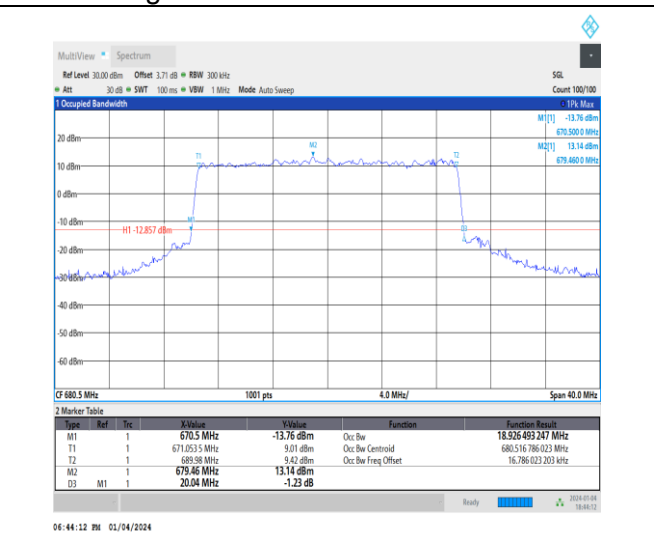 MultiView Spectrum
Ref Level 30.00 dBm Offset 3.71 dB RBW 300 kHz SGL
Att 30 dB SWT 100 ms VBW 1 MHz Mode Auto Sweep Count 100/100
1 Occupied Bandwidth 1Pk Max
M1[1] -13.76 dBm
670.500 0 MHz
M2[1] 13.14 dBm
679.460 0 MHz
20 dBm
M2
T1 T2
10 dBm
0 dBm
-10 dBm
M1
H1 -12.857 dBm
D3
-20 dBm
-30 dBm
-40 dBm
-50 dBm
-60 dBm
CF 680.5 MHz 1001 pts 4.0 MHz/ Span 40.0 MHz
2 Marker Table
Type Ref Trc X-Value Y-Value Function Function Result
M1 1 670.5 MHz -13.76 dBm Occ Bw 18.926 493 247 MHz
T1 1 671.053 5 MHz 9.01 dBm Occ Bw Centroid 680.516 786 023 MHz
T2 1 689.98 MHz 9.42 dBm Occ Bw Freq Offset 16.786 023 203 kHz
M2 1 679.46 MHz 13.14 dBm
D3 M1 1 20.04 MHz -1.23 dB
Ready 2024-01-04
18:44:12
06:44:12 PM 01/04/2024